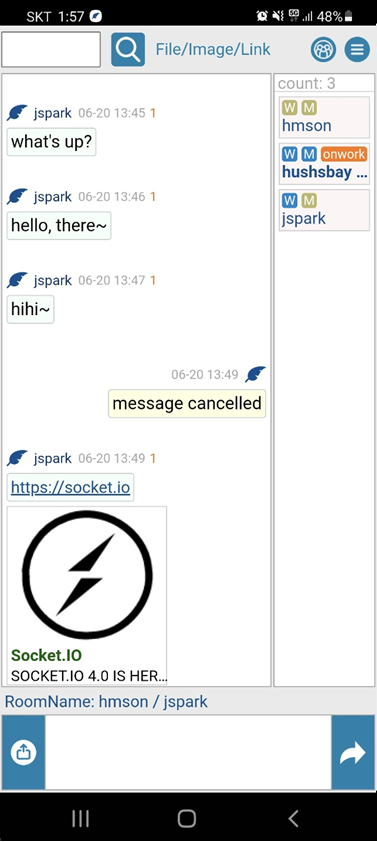 SKT 1:57
5G
48%
File/Image/Link
count: 3
W M
hmson
W M onwork
hushsbay ...
W M
jspark
jspark 06-20 13:45 1
what's up?
jspark 06-20 13:46 1
hello, there~
jspark 06-20 13:47 1
hihi~
06-20 13:49
message cancelled
jspark 06-20 13:49 1
https://socket.io
Socket.IO
SOCKET.IO 4.0 IS HER...
RoomName: hmson / jspark